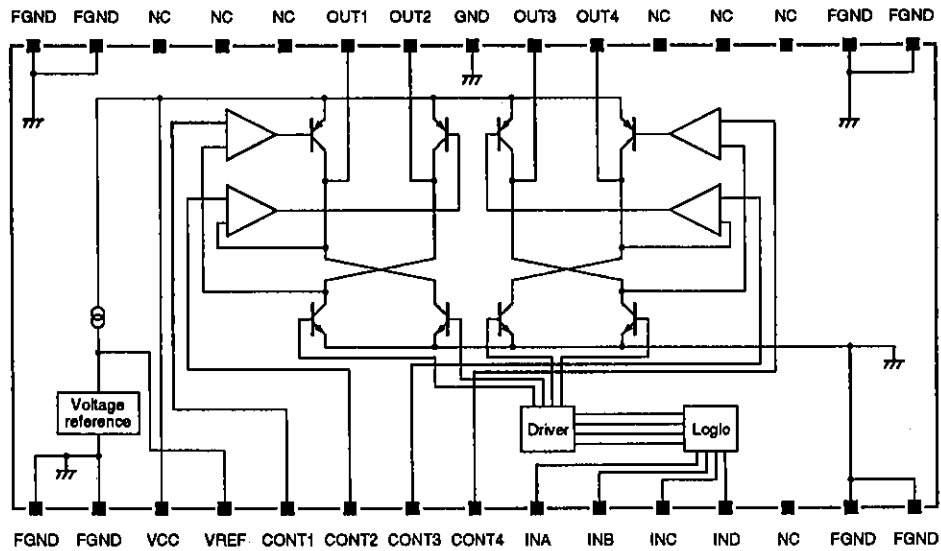 FGND FGND NC NC NC OUT1 OUT2 GND OUT3 OUT4 NC NC NC FGND FGND
Voltage
reference
Driver
Logic
FGND FGND VCC VREF CONT1 CONT2 CONT3 CONT4 INA INB INC IND NC FGND FGND